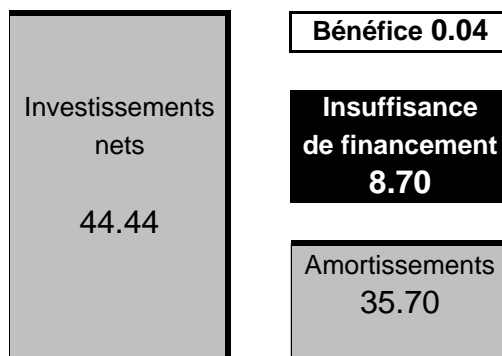 Investissements
nets
44.44
Bénéfice 0.04
Insuffisance
de financement
8.70
Amortissements
35.70